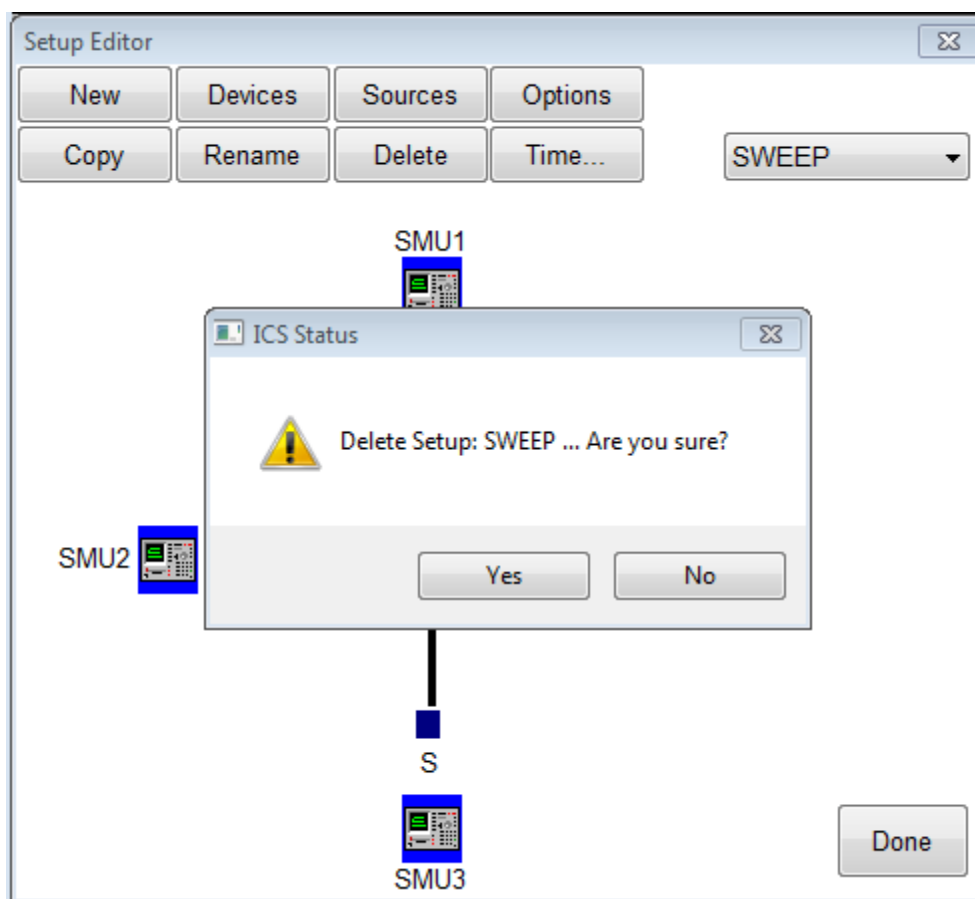 Setup Editor
New Devices Sources Options
Copy Rename Delete Time...
SWEEP
SMU1
ICS Status
Delete Setup: SWEEP ... Are you sure?
SMU2
Yes No
S
Done
SMU3